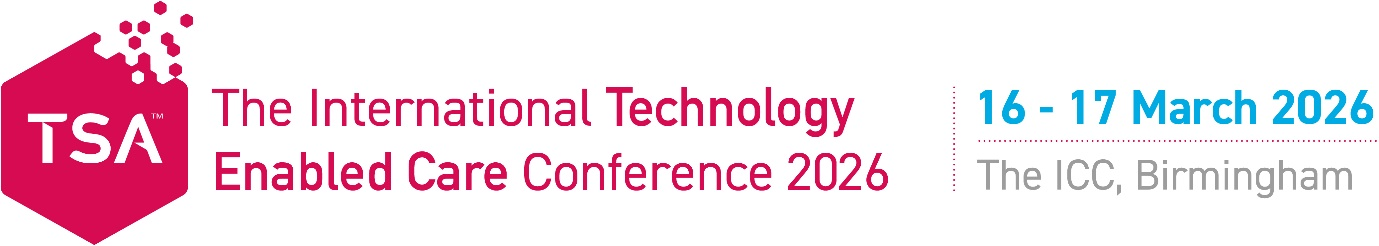 TSA™
The International Technology
Enabled Care Conference 2026
16 - 17 March 2026
The ICC, Birmingham